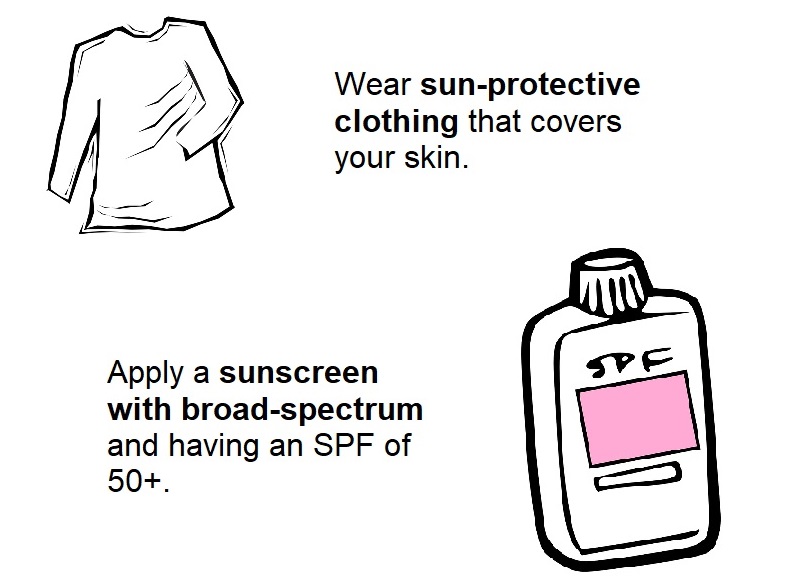 Wear sun-protective
clothing that covers
your skin.
Apply a sunscreen
with broad-spectrum
and having an SPF of
50+.
SPF